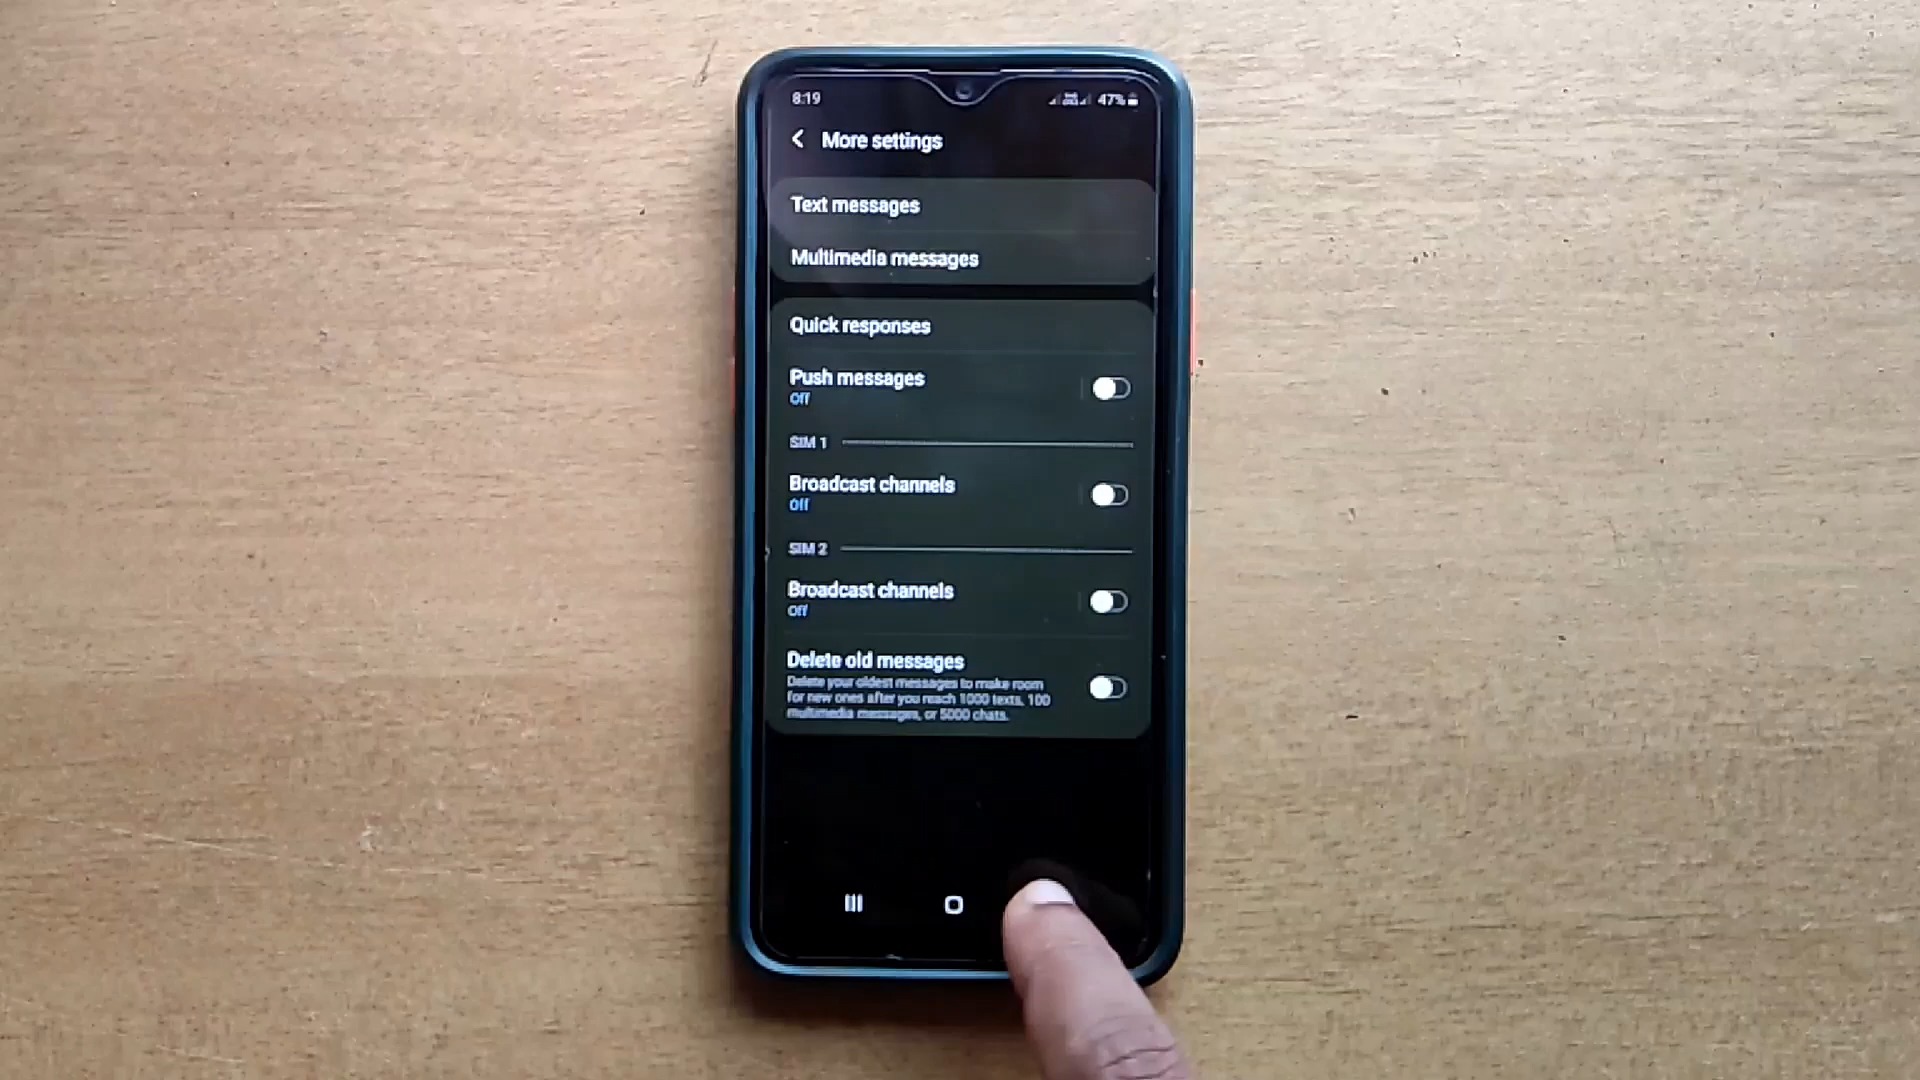 8:19
47%
More settings
Text messages
Multimedia messages
Quick responses
Push messages
Off
SIM 1
Broadcast channels
Off
SIM 2
Broadcast channels
Off
Delete old messages
Delete your oldest messages to make room
for new ones after you reach 1000 texts, 100
multimedia messages, or 5000 chats.